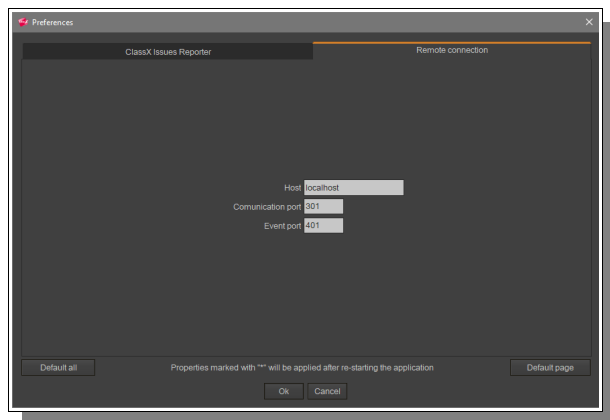 Preferences
ClassX Issues Reporter
Remote connection
Host localhost
Comunication port 301
Event port 401
Default all
Properties marked with "*" will be applied after re-starting the application
Default page
Ok
Cancel